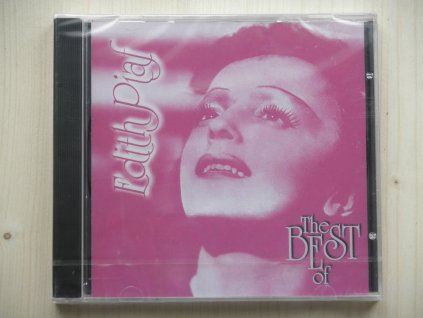 Edith Piaf
The
BEST
of